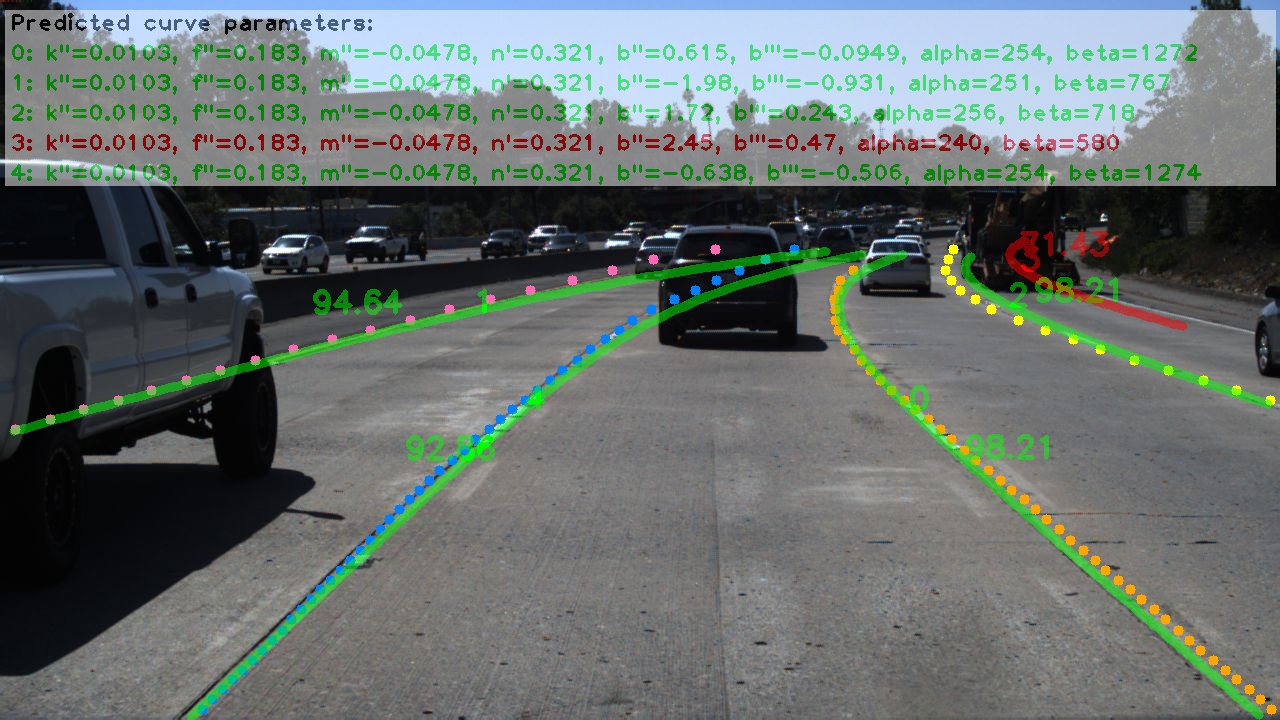 Predicted curve parameters:
0: k''=0.0103, f''=0.183, m''=-0.0478, n'=0.321, b''=0.615, b'''=-0.0949, alpha=254, beta=1272
1: k''=0.0103, f''=0.183, m''=-0.0478, n'=0.321, b''=-1.98, b'''=-0.931, alpha=251, beta=767
2: k''=0.0103, f''=0.183, m''=-0.0478, n'=0.321, b''=1.72, b'''=0.243, alpha=256, beta=718
3: k''=0.0103, f''=0.183, m''=-0.0478, n'=0.321, b''=2.45, b'''=0.47, alpha=240, beta=580
4: k''=0.0103, f''=0.183, m''=-0.0478, n'=0.321, b''=-0.638, b'''=-0.506, alpha=254, beta=1274
71.43
3
94.64 1
2 98.21
4 0
98.21